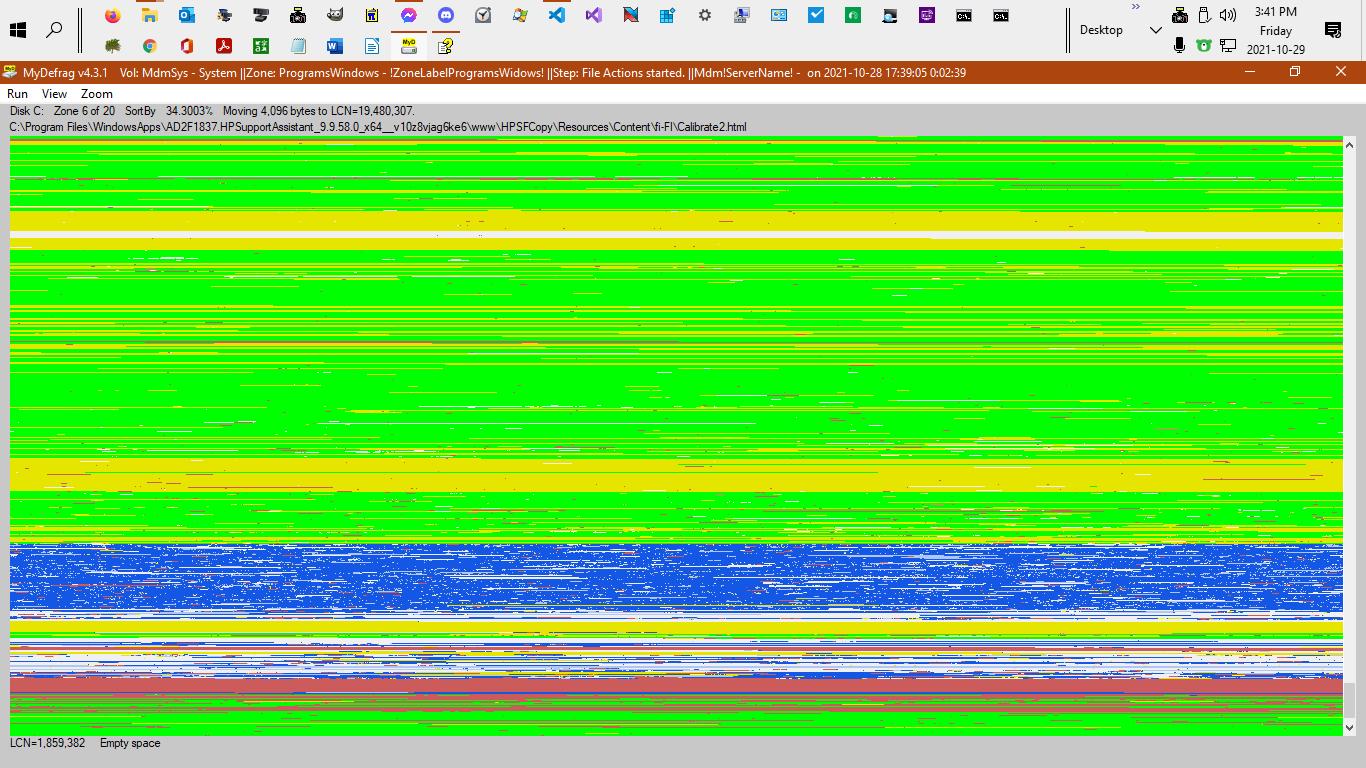 3:41 PM
Desktop
Friday
2021-10-29
MyDefrag v4.3.1 Vol: MdmSys - System ||Zone: ProgramsWindows - !ZoneLabelProgramsWidows! ||Step: File Actions started. ||Mdm!ServerName! - on 2021-10-28 17:39:05 0:02:39
Run View Zoom
Disk C: Zone 6 of 20 SortBy 34.3003% Moving 4,096 bytes to LCN=19,480,307.
C:\Program Files\WindowsApps\AD2F1837.HPSupportAssistant_9.9.58.0_x64__v10z8vjag6ke6\www\HPSFCopy\Resources\Content\fi-FI\Calibrate2.html
LCN=1,859,382 Empty space